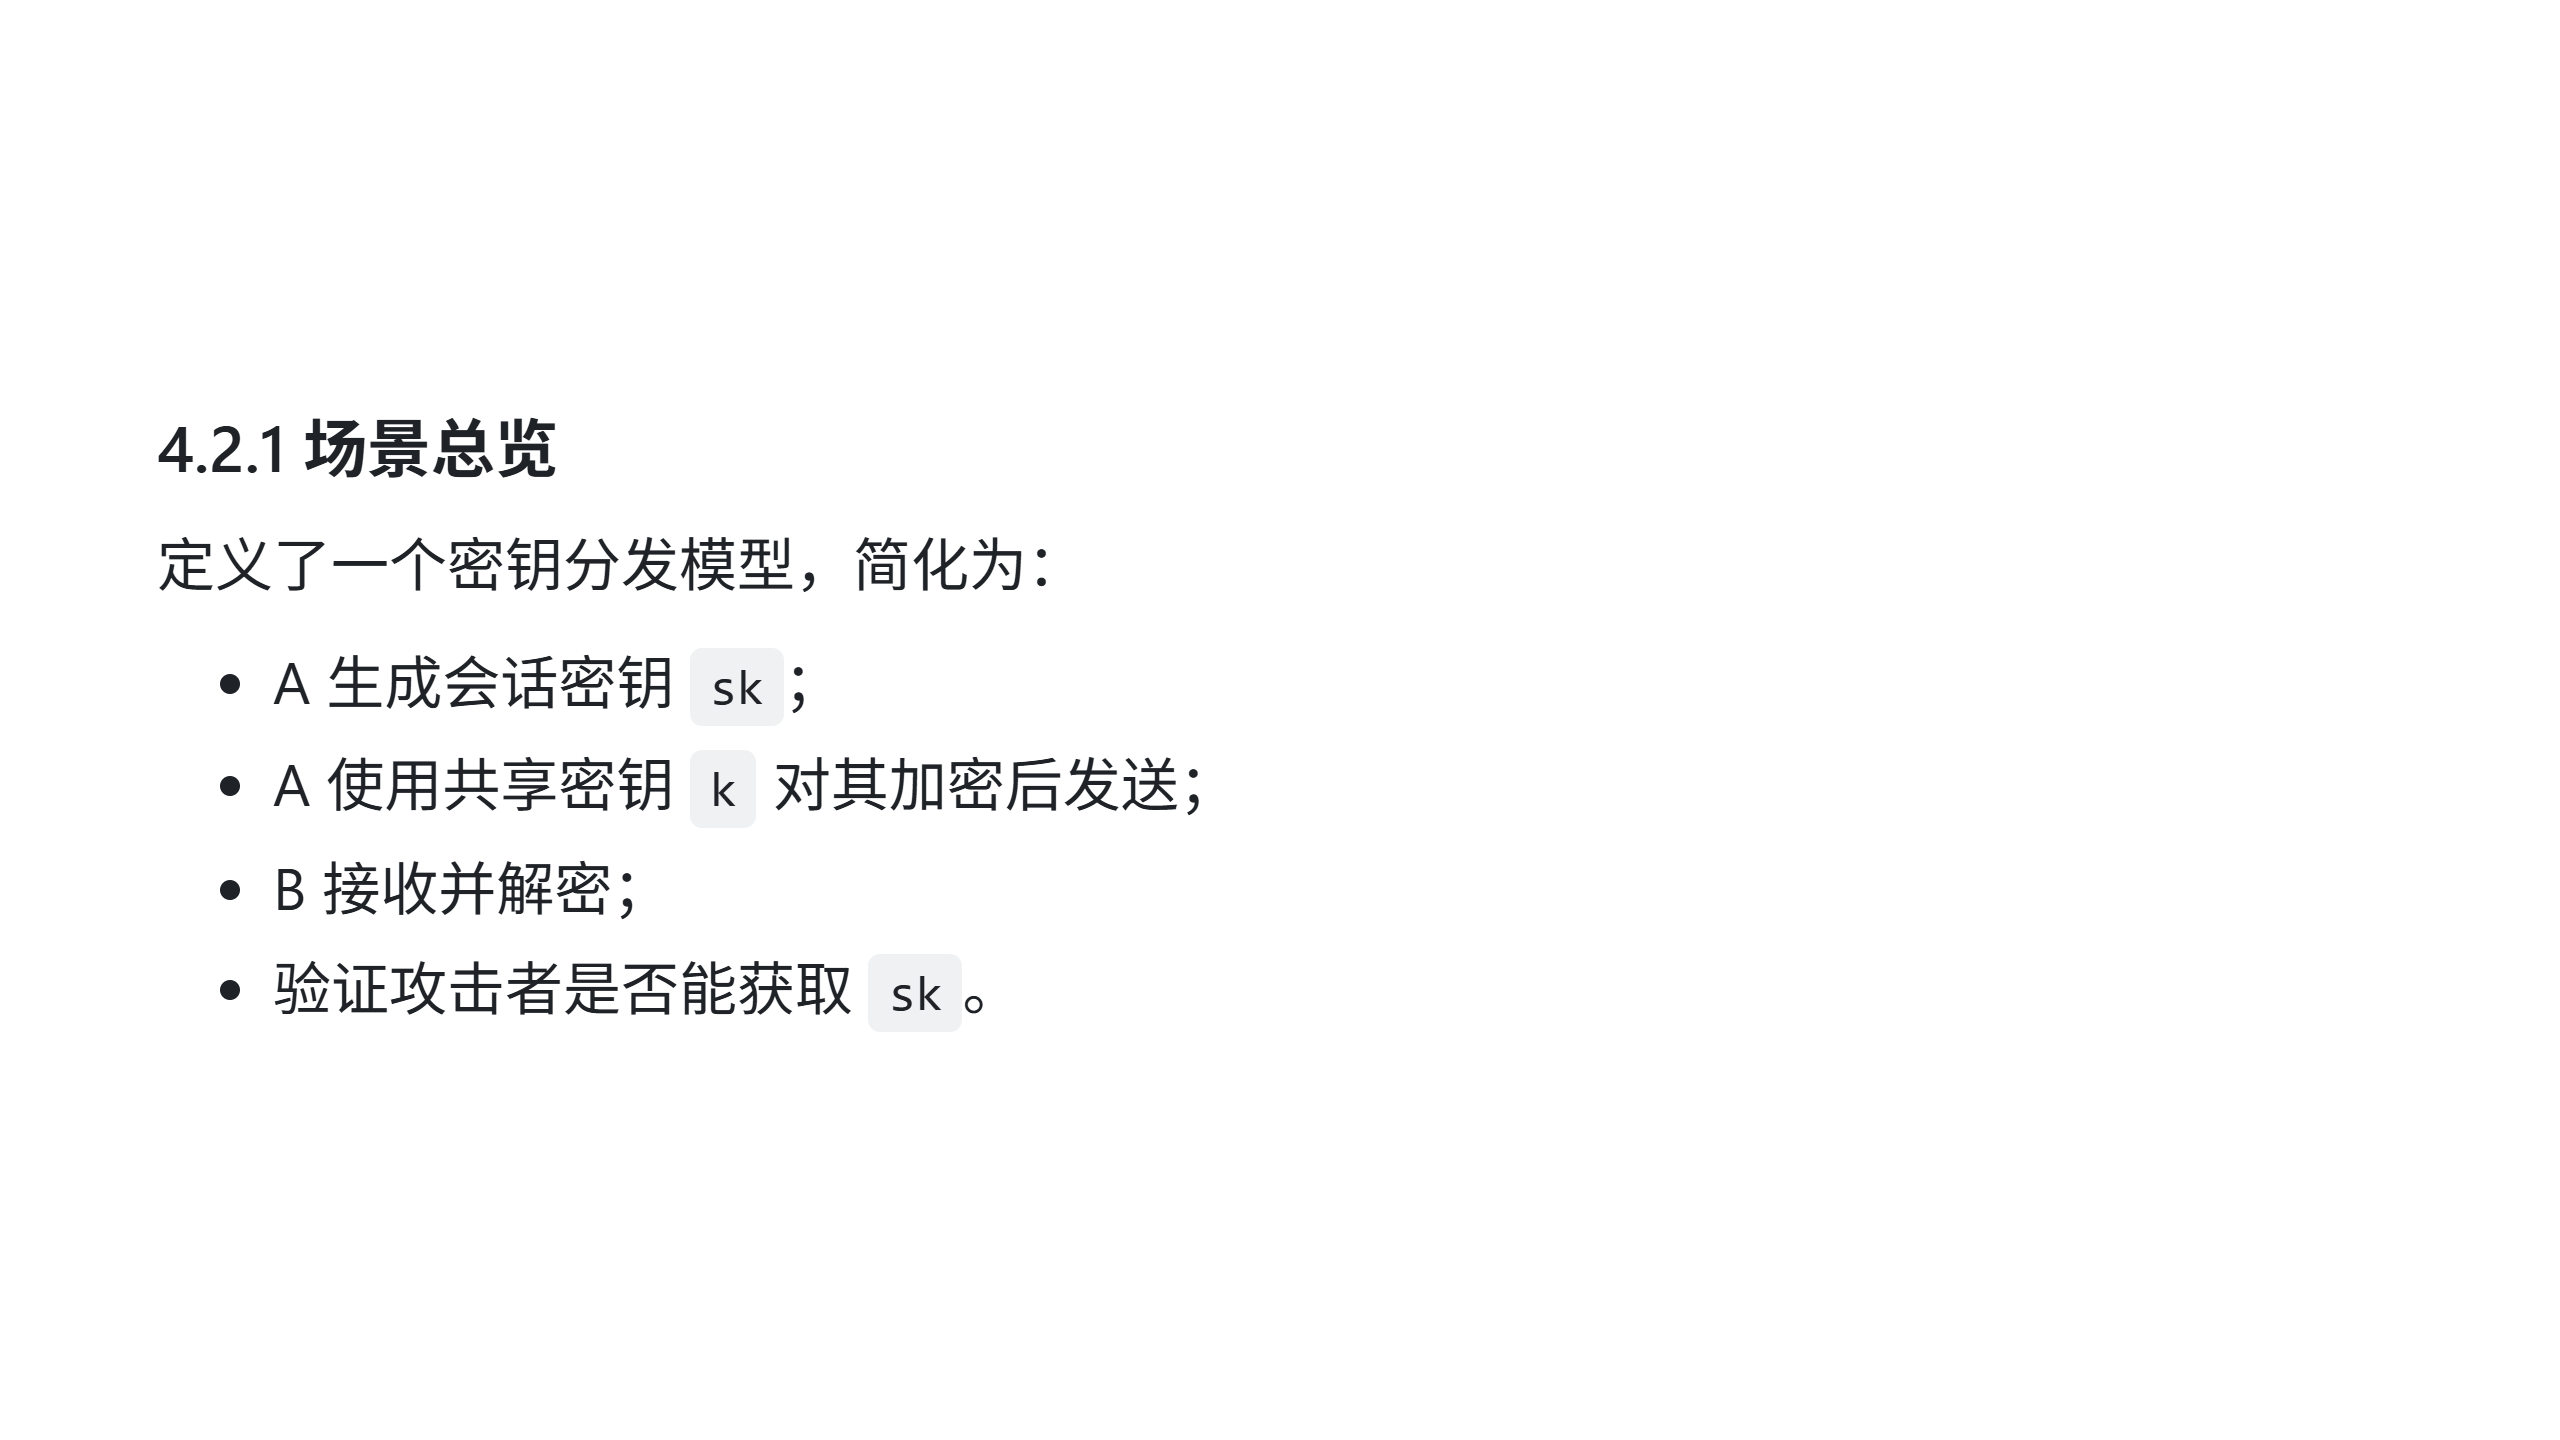 4.2.1 场景总览
定义了一个密钥分发模型，简化为：
• A 生成会话密钥 sk；
• A 使用共享密钥 k 对其加密后发送；
• B 接收并解密；
• 验证攻击者是否能获取 sk。